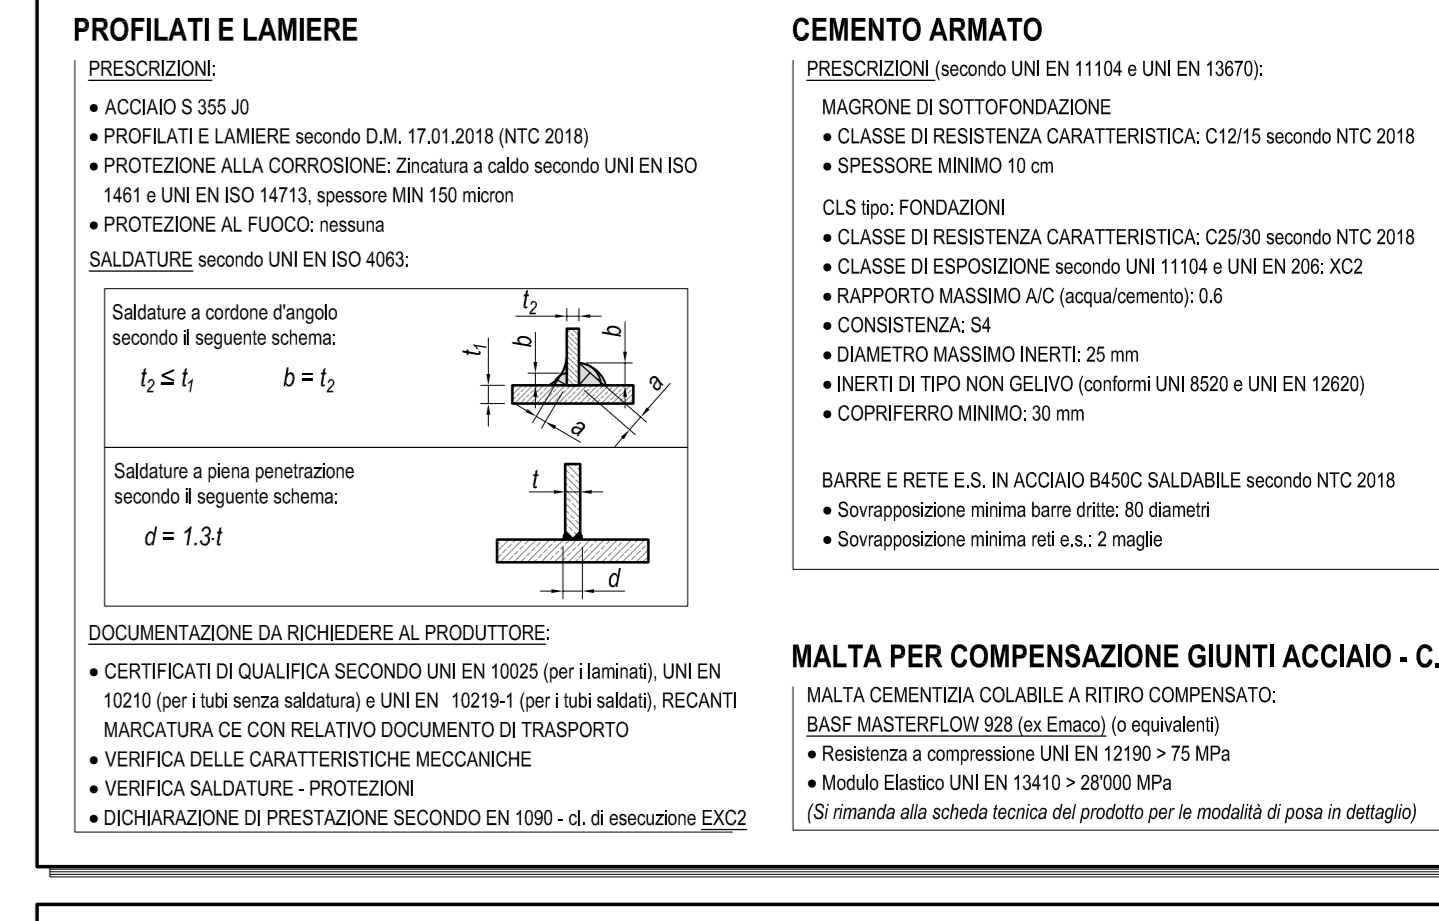 PROFILATI E LAMIERE
PRESCRIZIONI:
• ACCIAIO S 355 J0
• PROFILATI E LAMIERE secondo D.M. 17.01.2018 (NTC 2018)
• PROTEZIONE ALLA CORROSIONE: Zincatura a caldo secondo UNI EN ISO
1461 e UNI EN ISO 14713, spessore MIN 150 micron
• PROTEZIONE AL FUOCO: nessuna
SALDATURE secondo UNI EN ISO 4063:
Saldature a cordone d'angolo
secondo il seguente schema:
t2 ≤ t1 b = t2
t2
t1
b
b
a
a
Saldature a piena penetrazione
secondo il seguente schema:
d = 1.3·t
t
d
DOCUMENTAZIONE DA RICHIEDERE AL PRODUTTORE:
• CERTIFICATI DI QUALIFICA SECONDO UNI EN 10025 (per i laminati), UNI EN
10210 (per i tubi senza saldatura) e UNI EN 10219-1 (per i tubi saldati), RECANTI
MARCATURA CE CON RELATIVO DOCUMENTO DI TRASPORTO
• VERIFICA DELLE CARATTERISTICHE MECCANICHE
• VERIFICA SALDATURE - PROTEZIONI
• DICHIARAZIONE DI PRESTAZIONE SECONDO EN 1090 - cl. di esecuzione EXC2
CEMENTO ARMATO
PRESCRIZIONI (secondo UNI EN 11104 e UNI EN 13670):
MAGRONE DI SOTTOFONDAZIONE
• CLASSE DI RESISTENZA CARATTERISTICA: C12/15 secondo NTC 2018
• SPESSORE MINIMO 10 cm
CLS tipo: FONDAZIONI
• CLASSE DI RESISTENZA CARATTERISTICA: C25/30 secondo NTC 2018
• CLASSE DI ESPOSIZIONE secondo UNI 11104 e UNI EN 206: XC2
• RAPPORTO MASSIMO A/C (acqua/cemento): 0.6
• CONSISTENZA: S4
• DIAMETRO MASSIMO INERTI: 25 mm
• INERTI DI TIPO NON GELIVO (conformi UNI 8520 e UNI EN 12620)
• COPRIFERRO MINIMO: 30 mm
BARRE E RETE E.S. IN ACCIAIO B450C SALDABILE secondo NTC 2018
• Sovrapposizione minima barre dritte: 80 diametri
• Sovrapposizione minima reti e.s.: 2 maglie
MALTA PER COMPENSAZIONE GIUNTI ACCIAIO - C.
MALTA CEMENTIZIA COLABILE A RITIRO COMPENSATO:
BASF MASTERFLOW 928 (ex Emaco) (o equivalenti)
• Resistenza a compressione UNI EN 12190 > 75 MPa
• Modulo Elastico UNI EN 13410 > 28'000 MPa
(Si rimanda alla scheda tecnica del prodotto per le modalità di posa in dettaglio)